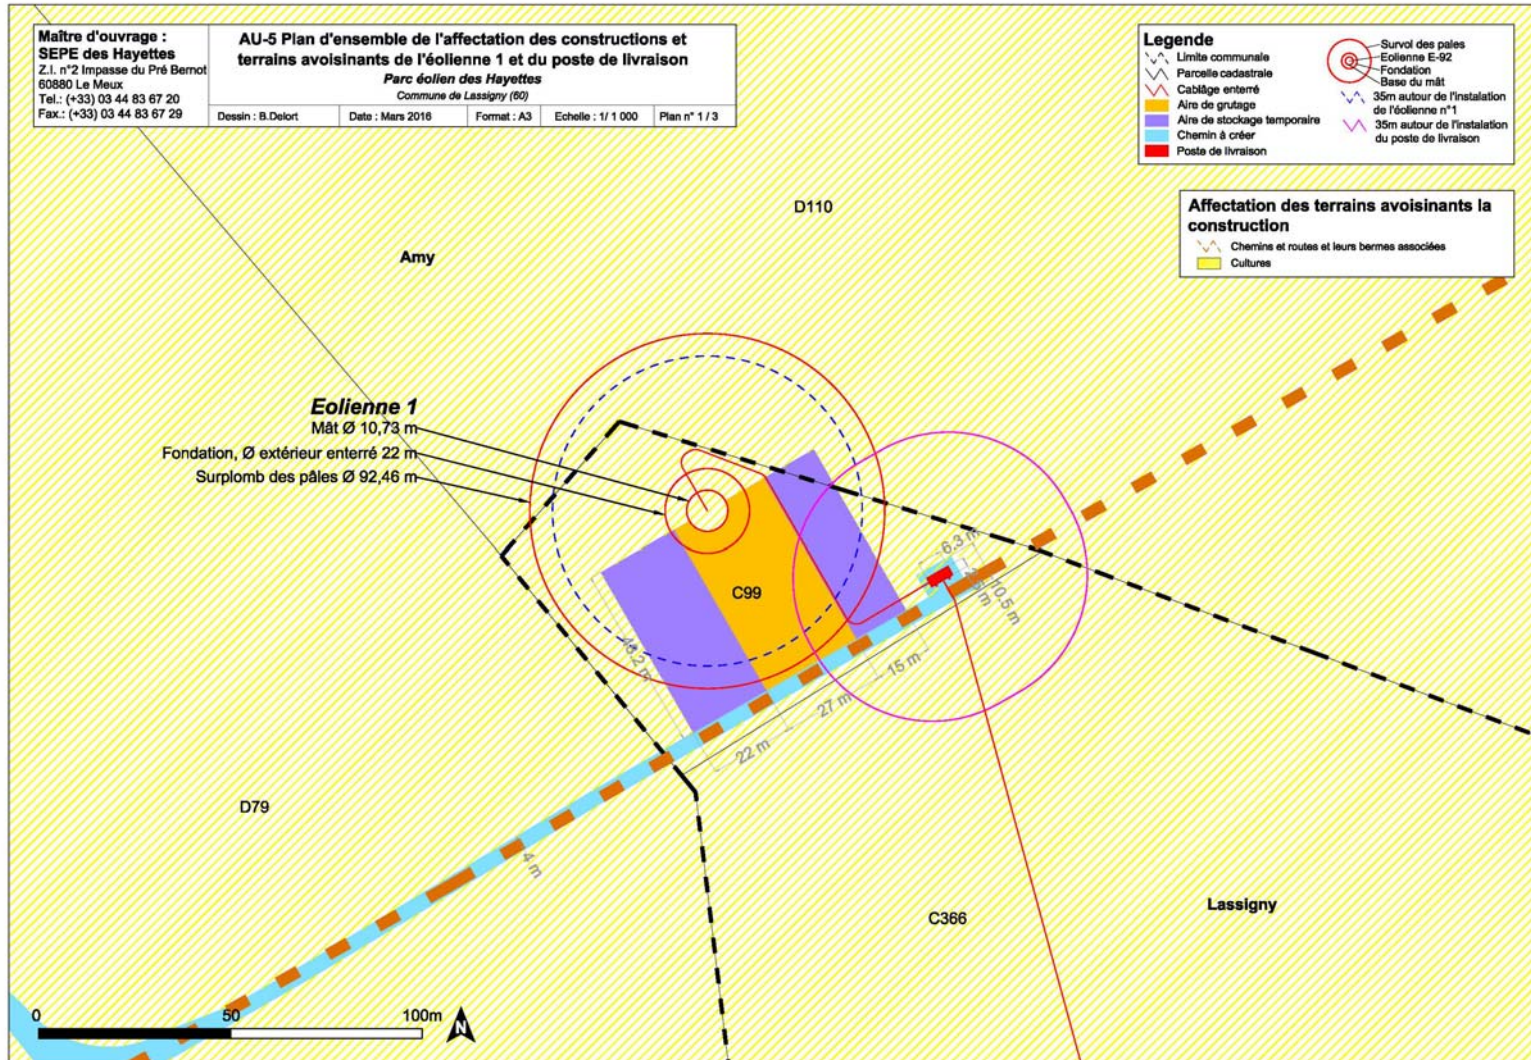 Maître d'ouvrage :
SEPE des Hayettes
Z.I. n°2 Impasse du Pré Bernot
60880 Le Meux
Tel.: (+33) 03 44 83 67 20
Fax.: (+33) 03 44 83 67 29
AU-5 Plan d'ensemble de l'affectation des constructions et
terrains avoisinants de l'éolienne 1 et du poste de livraison
Parc éolien des Hayettes
Commune de Lassigny (60)
Dessin : B.Delort
Date : Mars 2016
Format : A3
Echelle : 1/ 1 000
Plan n° 1 / 3
Legende
Limite communale
Parcelle cadastrale
Cablâge enterré
Aire de grutage
Aire de stockage temporaire
Chemin à créer
Poste de livraison
Survol des pales
Eolienne E-92
Fondation
Base du mât
35m autour de l'instalation
de l'éolienne n°1
35m autour de l'instalation
du poste de livraison
Affectation des terrains avoisinants la
construction
Chemins et routes et leurs bermes associées
Cultures
D110
Amy
Eolienne 1
Mât Ø 10,73 m
Fondation, Ø extérieur enterré 22 m
Surplomb des pâles Ø 92,46 m
6.3 m
10.5 m
C99
15 m
27 m
22 m
D79
4 m
C366
Lassigny
0
50
100m
N